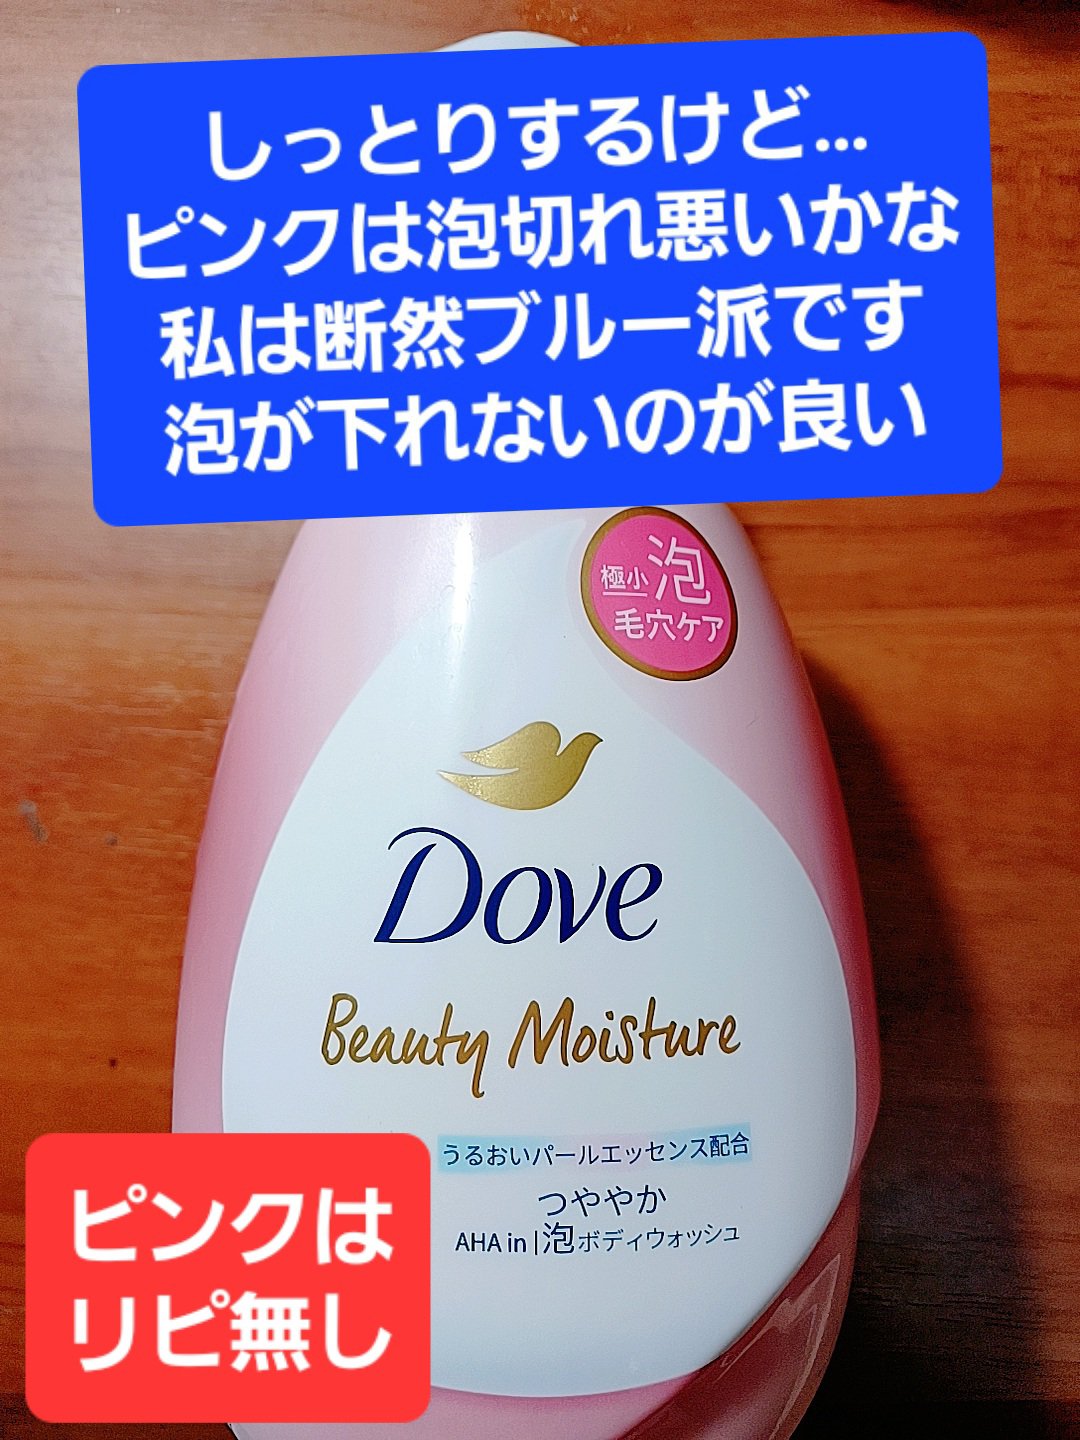 しっとりするけど…
ピンクは泡切れ悪いかな
私は断然ブルー派です
泡が下れないのが良い
極小泡
毛穴ケア
Dove
Beauty Moisture
うるおいパールエッセンス配合
つややか
AHA in | 泡ボディウォッシュ
ピンクは
リピ無し